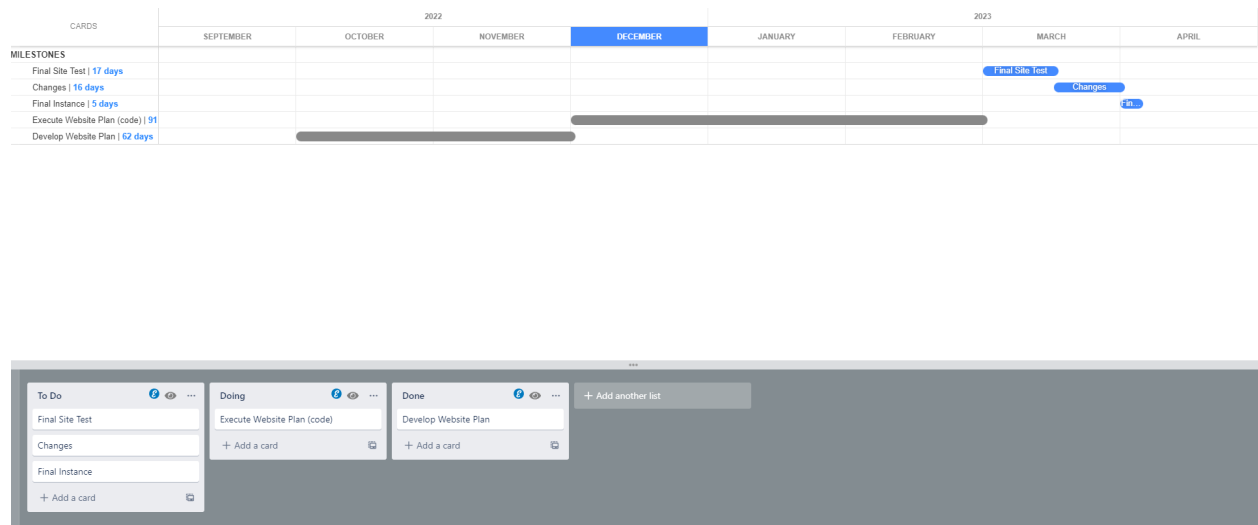 CARDS
2022
2023
SEPTEMBER
OCTOBER
NOVEMBER
DECEMBER
JANUARY
FEBRUARY
MARCH
APRIL
MILESTONES
Final Site Test | 17 days
Final Site Test
Changes | 16 days
Changes
Final Instance | 5 days
Fin...
Execute Website Plan (code) | 91
Develop Website Plan | 62 days
To Do
Final Site Test
Changes
Final Instance
+ Add a card
Doing
Execute Website Plan (code)
+ Add a card
Done
Develop Website Plan
+ Add a card
+ Add another list